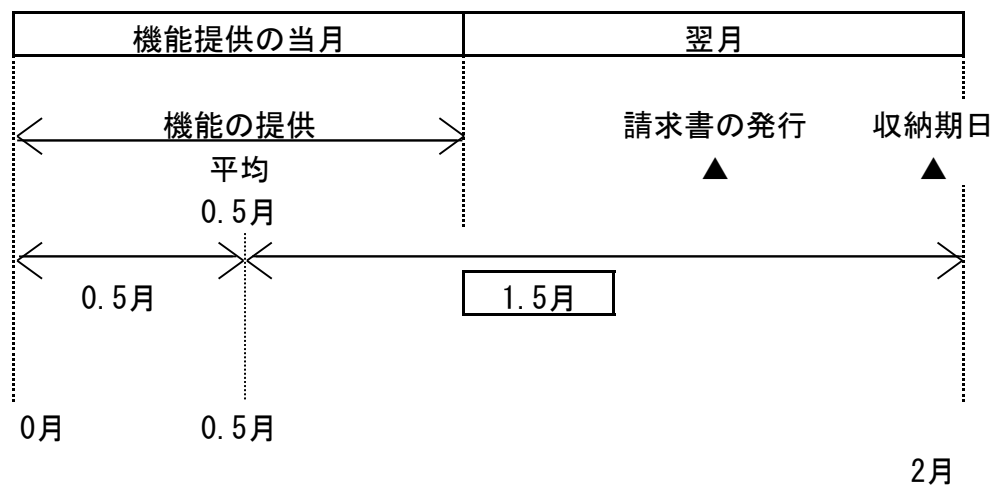 機能提供の当月 翌月
機能の提供 請求書の発行 収納期日
平均 ▲ ▲
0.5月
0.5月 1.5月
0月 0.5月
2月